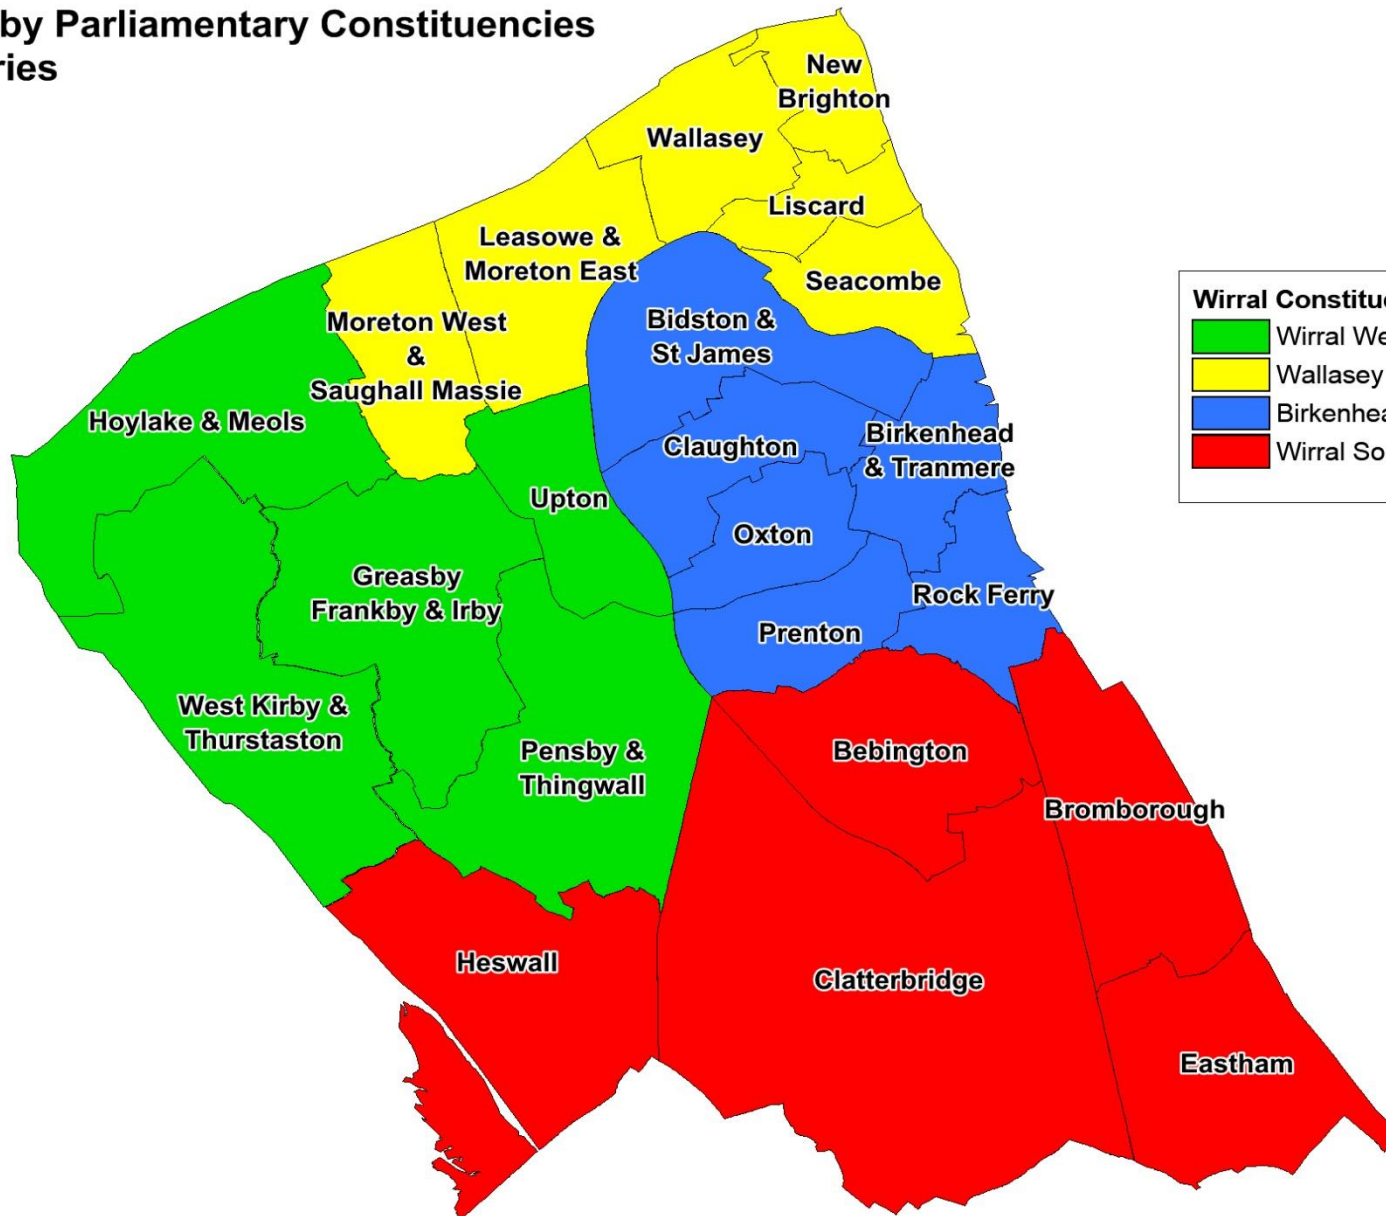 by Parliamentary Constituencies
ries
New
Brighton
Wallasey
Liscard
Leasowe &
Moreton East
Seacombe
Moreton West
&
Saughall Massie
Bidston &
St James
Hoylake & Meols
Claughton
Birkenhead
& Tranmere
Upton
Oxton
Greasby
Frankby & Irby
Rock Ferry
Prenton
West Kirby &
Thurstaston
Pensby &
Thingwall
Bebington
Bromborough
Heswall
Clatterbridge
Eastham
Wirral Constitue
Wirral We
Wallasey
Birkenhea
Wirral So